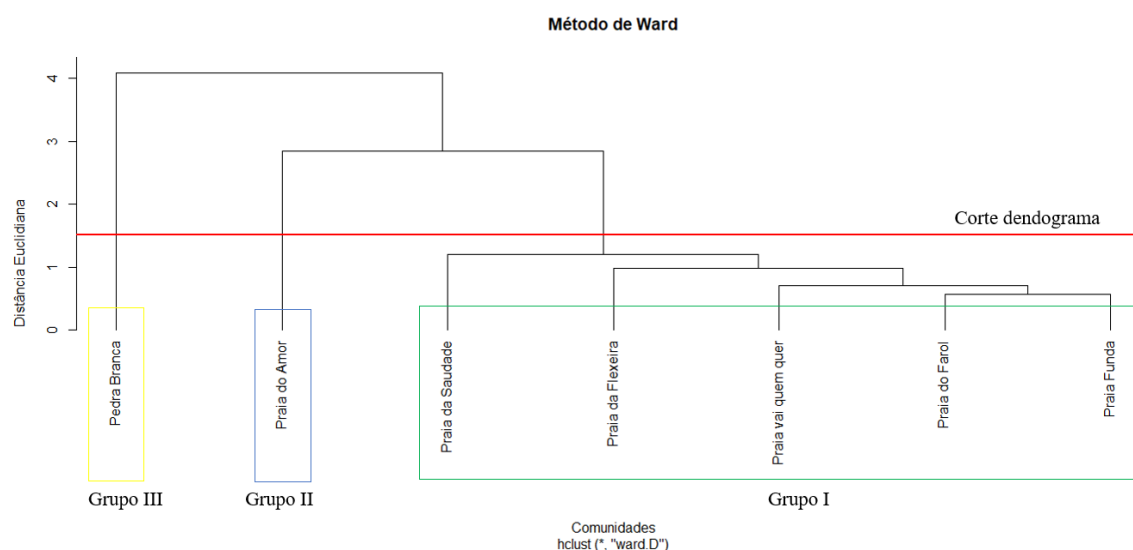 Método de Ward
Distância Euclidiana
4
3
2
1
0
Corte dendograma
Pedra Branca
Praia do Amor
Praia da Saudade
Praia da Flexeira
Praia vai quem quer
Praia do Farol
Praia Funda
Grupo III
Grupo II
Grupo I
Comunidades
hclust (*, "ward.D")